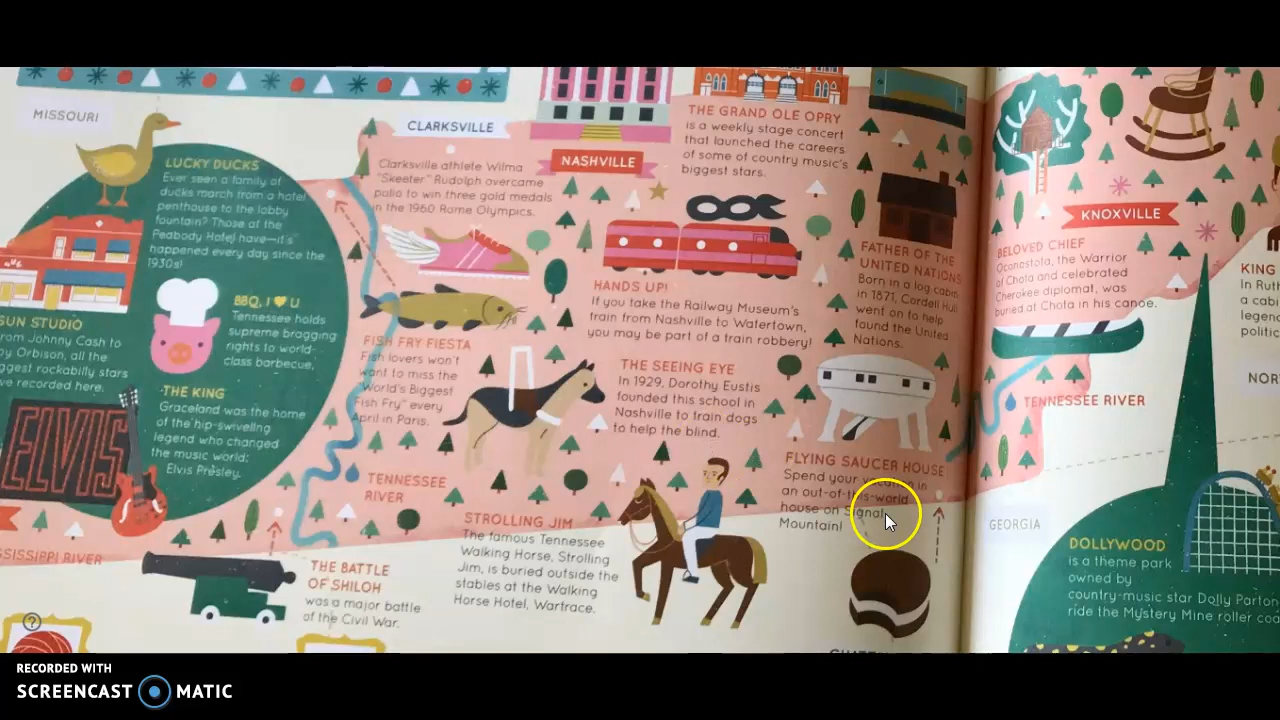 MISSOURI
LUCKY DUCKS
Ever seen a family of
ducks march from a hotel
penthouse to the lobby
fountain? Those at the
Peabody Hotel have—it's
happened every day since the
1930s!
SUN STUDIO
rom Johnny Cash to
oy Orbison, all the
ggest rockabilly stars
ve recorded here.
BBQ, I ♥ U
Tennessee holds
supreme bragging
rights to world-
class barbecue.
THE KING
Graceland was the home
of the hip-swiveling
legend who changed
the music world:
Elvis Presley.
ELVIS
SSISSIPPI RIVER
CLARKSVILLE
Clarksville athlete Wilma
"Skeeter" Rudolph overcame
polio to win three gold medals
in the 1960 Rome Olympics.
FISH FRY FIESTA
Fish lovers won't
want to miss the
"World's Biggest
Fish Fry" every
April in Paris.
TENNESSEE
RIVER
THE BATTLE
OF SHILOH
was a major battle
of the Civil War.
NASHVILLE
THE GRAND OLE OPRY
is a weekly stage concert
that launched the careers
of some of country music's
biggest stars.
HANDS UP!
If you take the Railway Museum's
train from Nashville to Watertown,
you may be part of a train robbery!
THE SEEING EYE
In 1929, Dorothy Eustis
founded this school in
Nashville to train dogs
to help the blind.
STROLLING JIM
The famous Tennessee
Walking Horse, Strolling
Jim, is buried outside the
stables at the Walking
Horse Hotel, Wartrace.
FATHER OF THE
UNITED NATIONS
Born in a log cabin
in 1871, Cordell Hull
went on to help
found the United
Nations.
FLYING SAUCER HOUSE
Spend your vacation in
an out-of-this-world
house on Signal
Mountain!
KNOXVILLE
BELOVED CHIEF
Oconostota, the Warrior
of Chota and celebrated
Cherokee diplomat, was
buried at Chota in his canoe.
TENNESSEE RIVER
GEORGIA
DOLLYWOOD
is a theme park
owned by
country-music star Dolly Parton
ride the Mystery Mine roller coa
KING
In Ruth
a cabi
legen
politi
NOR
RECORDED WITH
SCREENCAST MATIC